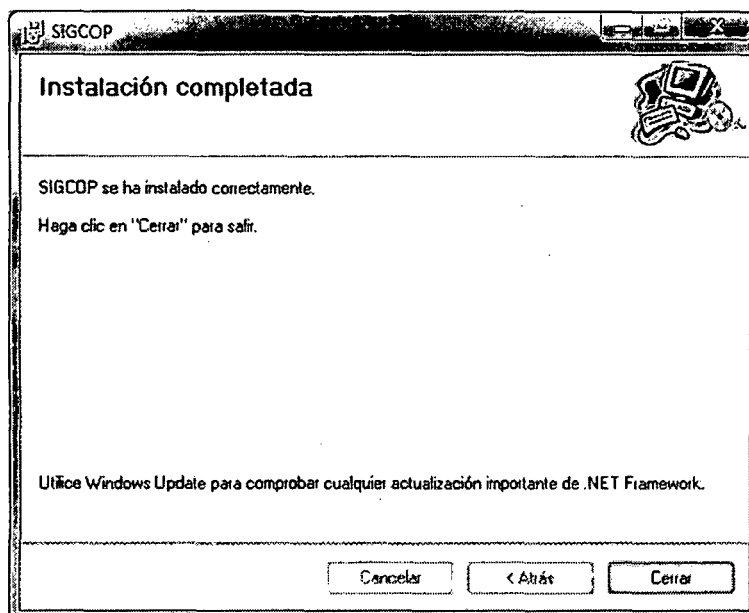 SIGCOP
Instalación completada
SIGCOP se ha instalado correctamente.
Haga clic en "Cerrar" para salir.
Utilice Windows Update para comprobar cualquier actualización importante de .NET Framework.
Cancelar
< Atrás
Cerrar